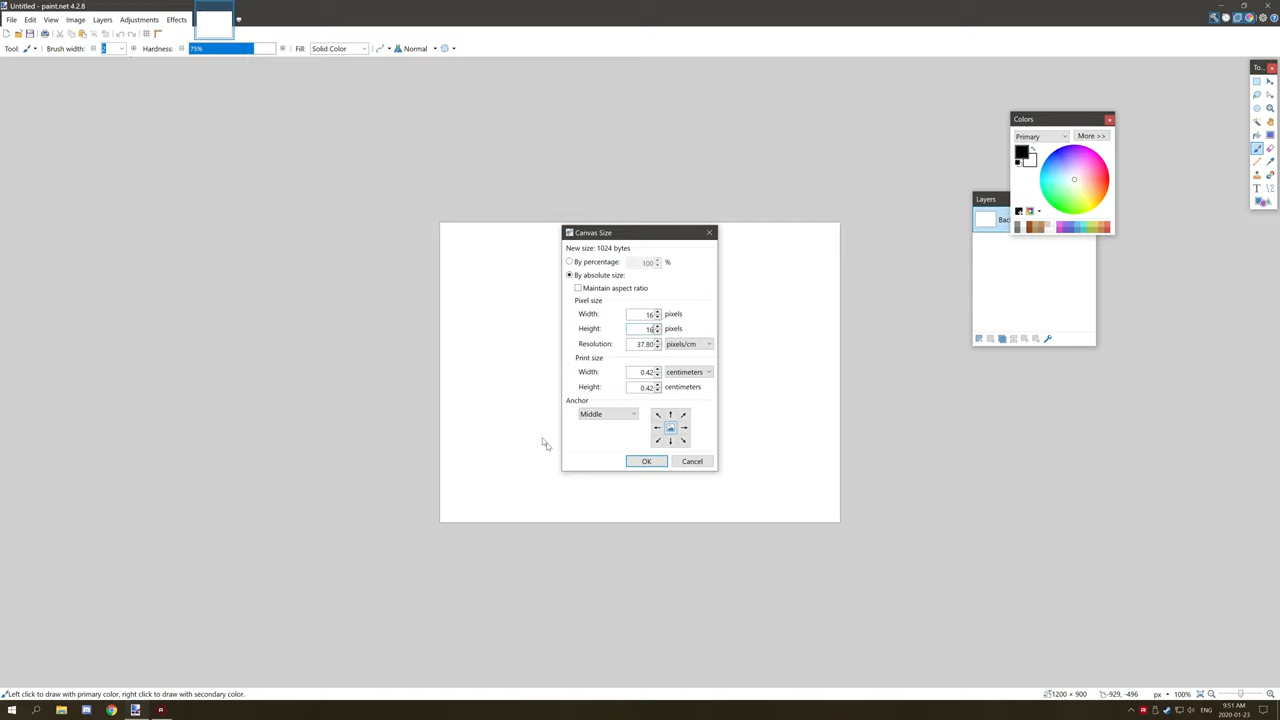 Untitled - paint.net 4.2.8
File Edit View Image Layers Adjustments Effects
Tool: Brush width: 2 Hardness: 75% Fill: Solid Color Normal
To...
Colors
Primary More >>
Layers
Bac
Canvas Size
New size: 1024 bytes
By percentage: 100 %
By absolute size:
Maintain aspect ratio
Pixel size
Width: 16 pixels
Height: 16 pixels
Resolution: 37.80 pixels/cm
Print size
Width: 0.42 centimeters
Height: 0.42 centimeters
Anchor
Middle
OK Cancel
Left click to draw with primary color, right click to draw with secondary color.
1200 × 900 -929, -496 px 100%
ENG 9:51 AM
2020-01-23